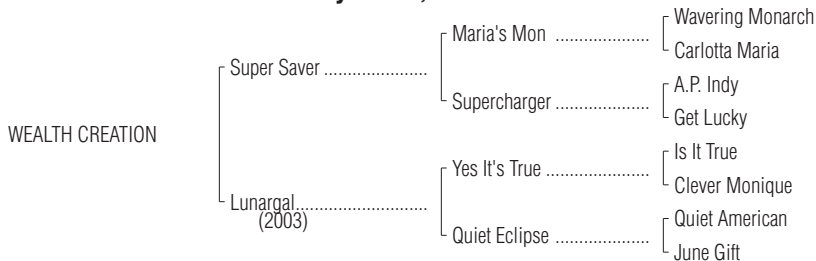 Wavering Monarch
Maria's Mon ....................
Carlotta Maria
Super Saver ......................
A.P. Indy
Supercharger ....................
Get Lucky
WEALTH CREATION
Is It True
Yes It's True ......................
Clever Monique
Lunargal............................
(2003)
Quiet American
Quiet Eclipse ....................
June Gift